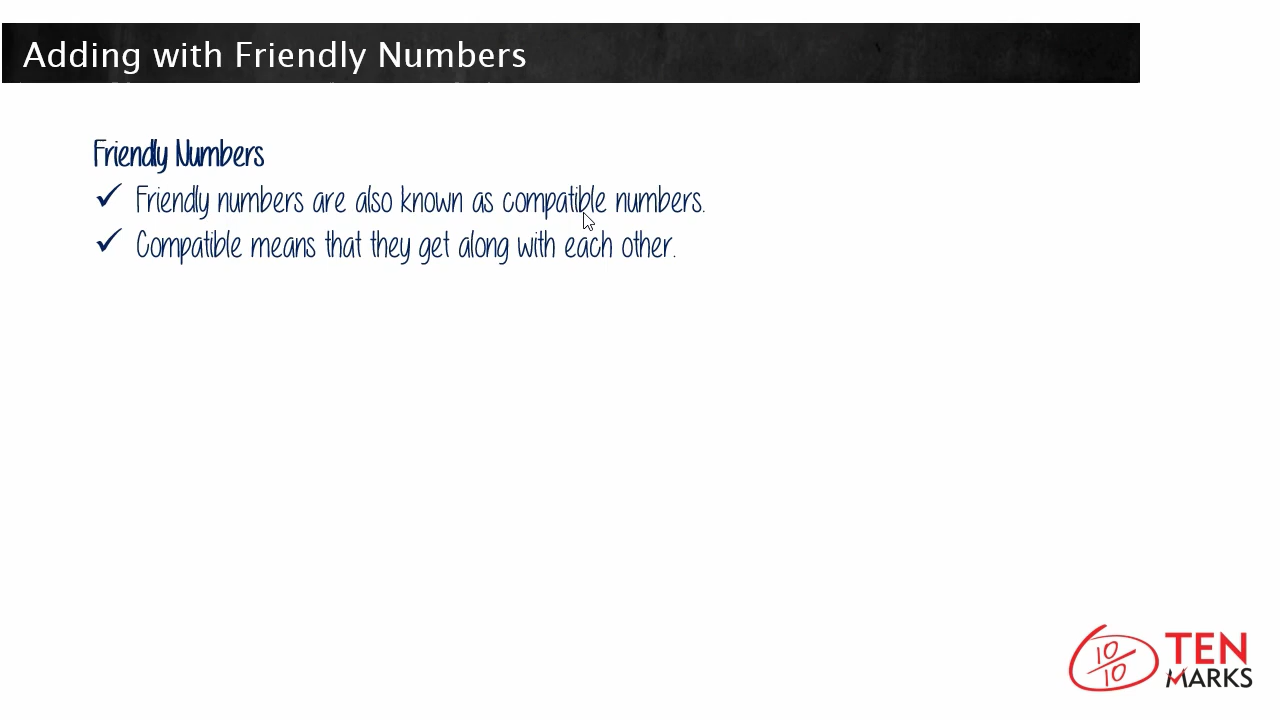 Adding with Friendly Numbers
Friendly Numbers
✓ Friendly numbers are also known as compatible numbers.
✓ Compatible means that they get along with each other.
10/10
TEN
MARKS